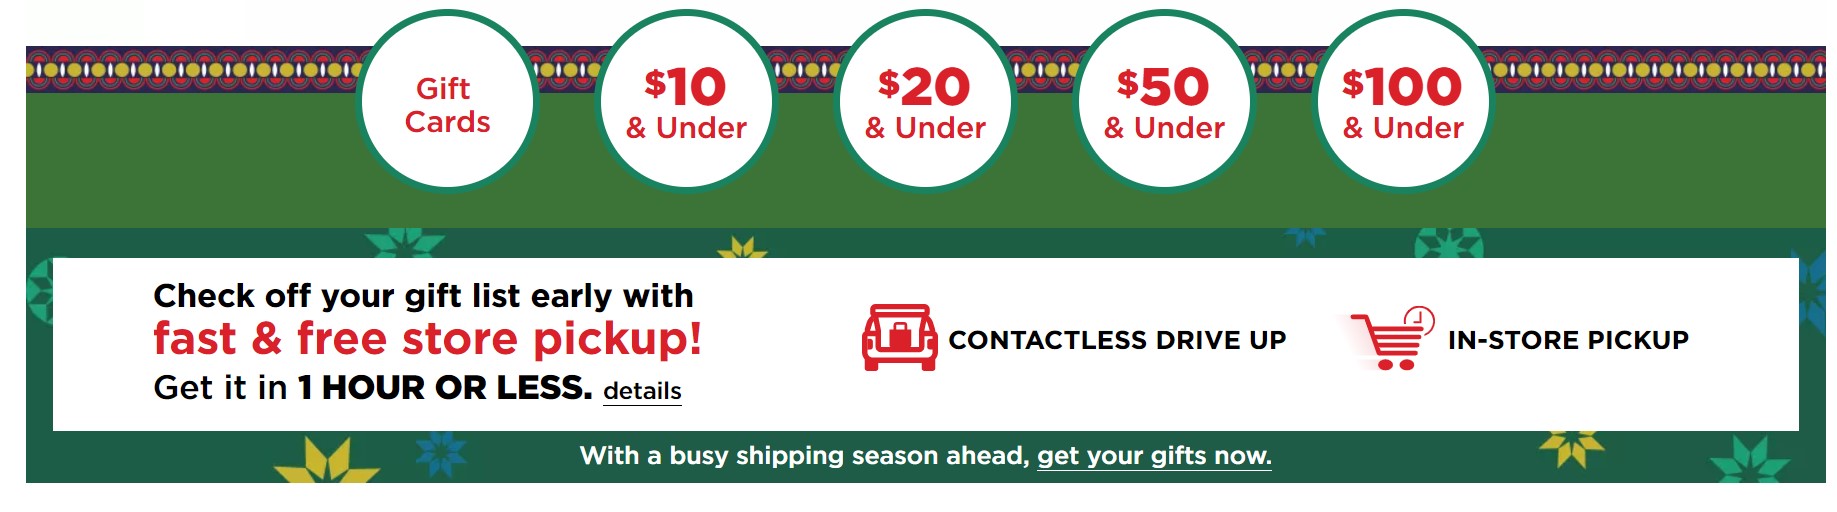 Gift
Cards
$10
& Under
$20
& Under
$50
& Under
$100
& Under
Check off your gift list early with
fast & free store pickup!
Get it in 1 HOUR OR LESS. details
CONTACTLESS DRIVE UP
IN-STORE PICKUP
With a busy shipping season ahead, get your gifts now.